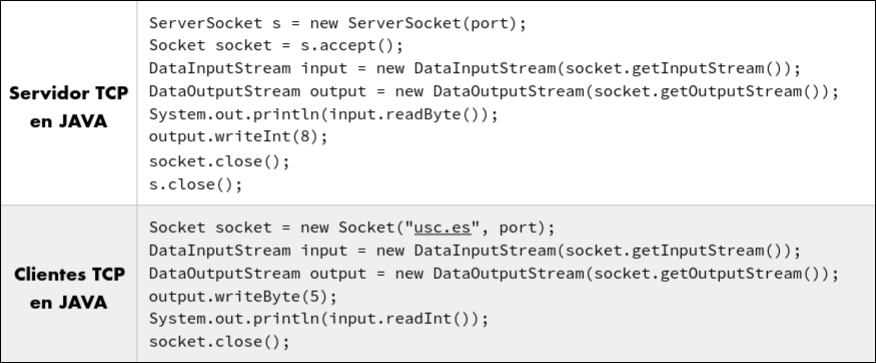 Servidor TCP
en JAVA
ServerSocket s = new ServerSocket(port);
Socket socket = s.accept();
DataInputStream input = new DataInputStream(socket.getInputStream());
DataOutputStream output = new DataOutputStream(socket.getOutputStream());
System.out.println(input.readByte());
output.writeInt(8);
socket.close();
s.close();
Clientes TCP
en JAVA
Socket socket = new Socket("usc.es", port);
DataInputStream input = new DataInputStream(socket.getInputStream());
DataOutputStream output = new DataOutputStream(socket.getOutputStream());
output.writeByte(5);
System.out.println(input.readInt());
socket.close();